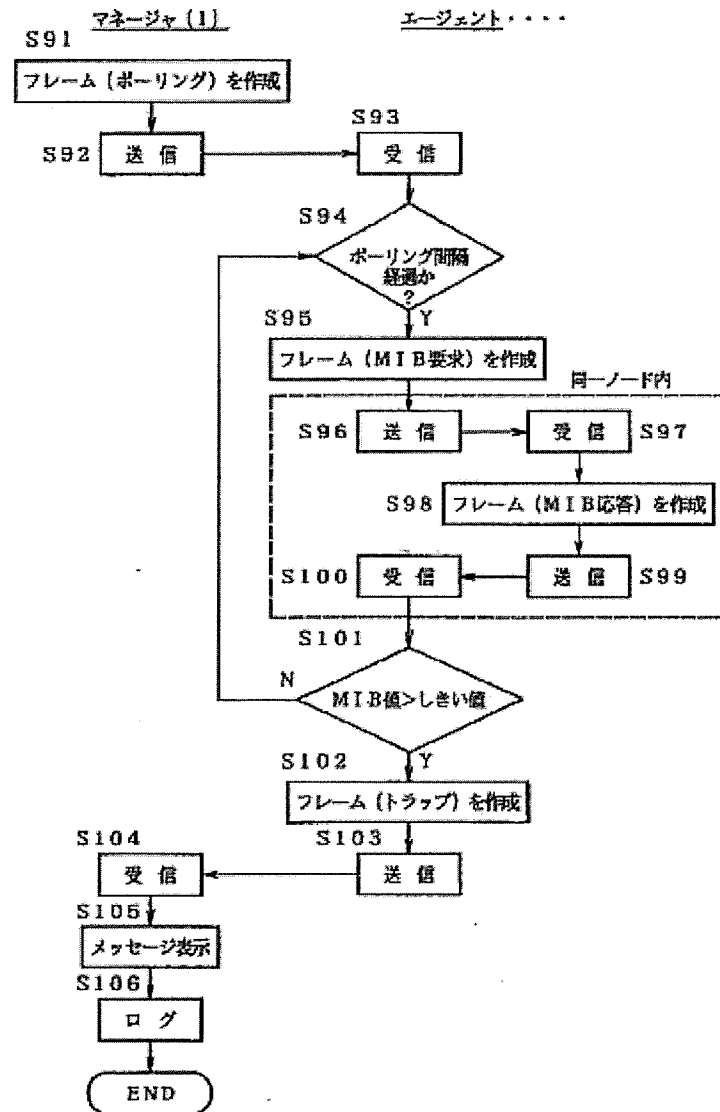 マネージャ(1)
エージェント・・・・
S91
フレーム(ポーリング)を作成
S92
送信
S93
受信
S94
ポーリング間隔
経過か
?
Y
S95
フレーム(MIB要求)を作成
同一ノード内
S96
送信
受信
S97
S98
フレーム(MIB応答)を作成
S100
受信
送信
S99
S101
N
MIB値>しきい値
Y
S102
フレーム(トラップ)を作成
S103
送信
S104
受信
S105
メッセージ表示
S106
ログ
END